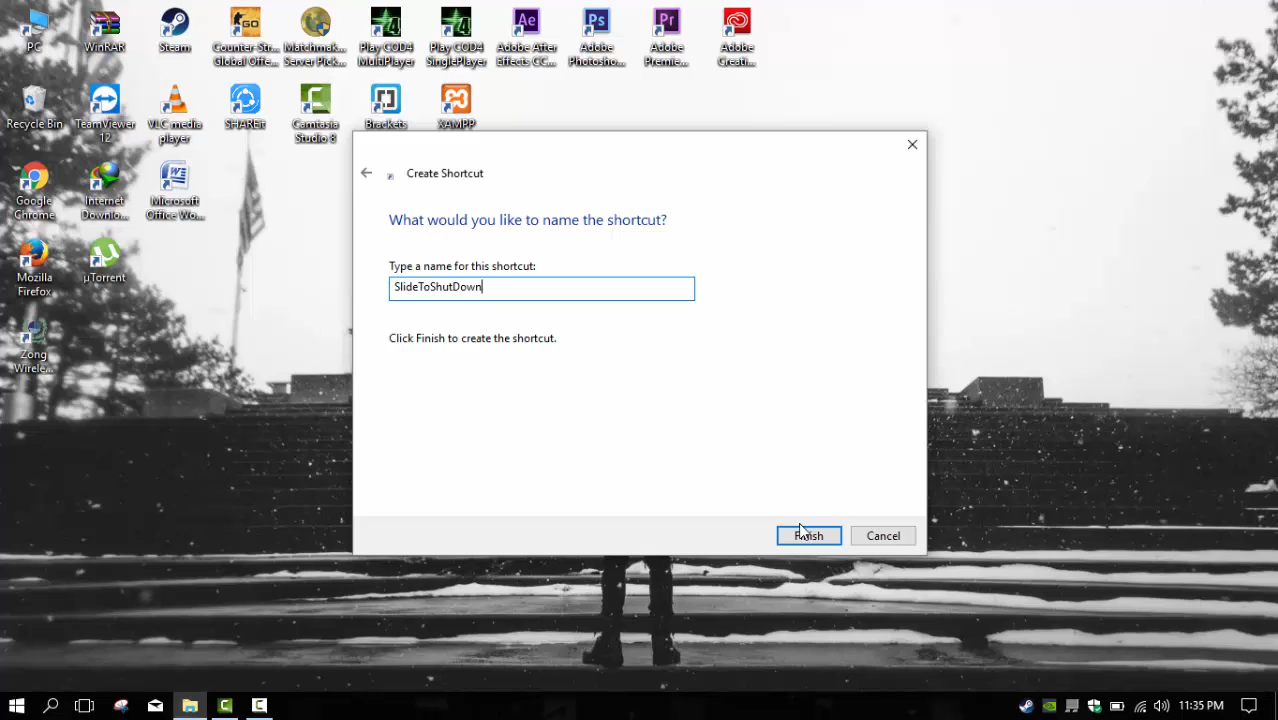 PC
WinRAR
Steam
Counter-Str...
Global Offe...
Matchmak...
Server Pick...
Play COD4
MultiPlayer
Play COD4
SinglePlayer
Adobe After
Effects CC...
Adobe
Photosho...
Adobe
Premie...
Adobe
Creati...
Recycle Bin
TeamViewer
12
VLC media
player
SHAREit
Camtasia
Studio 8
Brackets
XAMPP
Google
Chrome
Internet
Downlo...
Microsoft
Office Wo...
Mozilla
Firefox
µTorrent
Zong
Wirele...
Create Shortcut
What would you like to name the shortcut?
Type a name for this shortcut:
SlideToShutDown
Click Finish to create the shortcut.
Finish
Cancel
11:35 PM